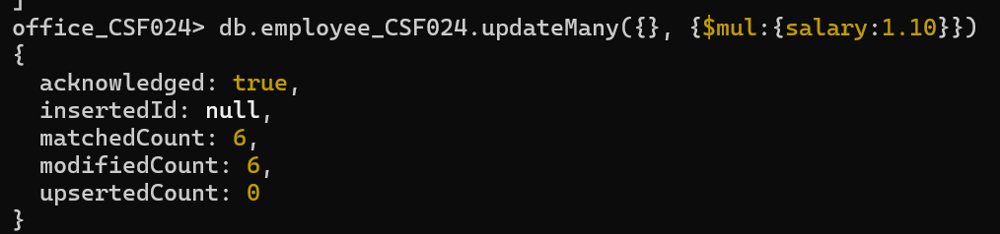 ]
office_CSF024> db.employee_CSF024.updateMany({}, {$mul:{salary:1.10}})
{
  acknowledged: true,
  insertedId: null,
  matchedCount: 6,
  modifiedCount: 6,
  upsertedCount: 0
}